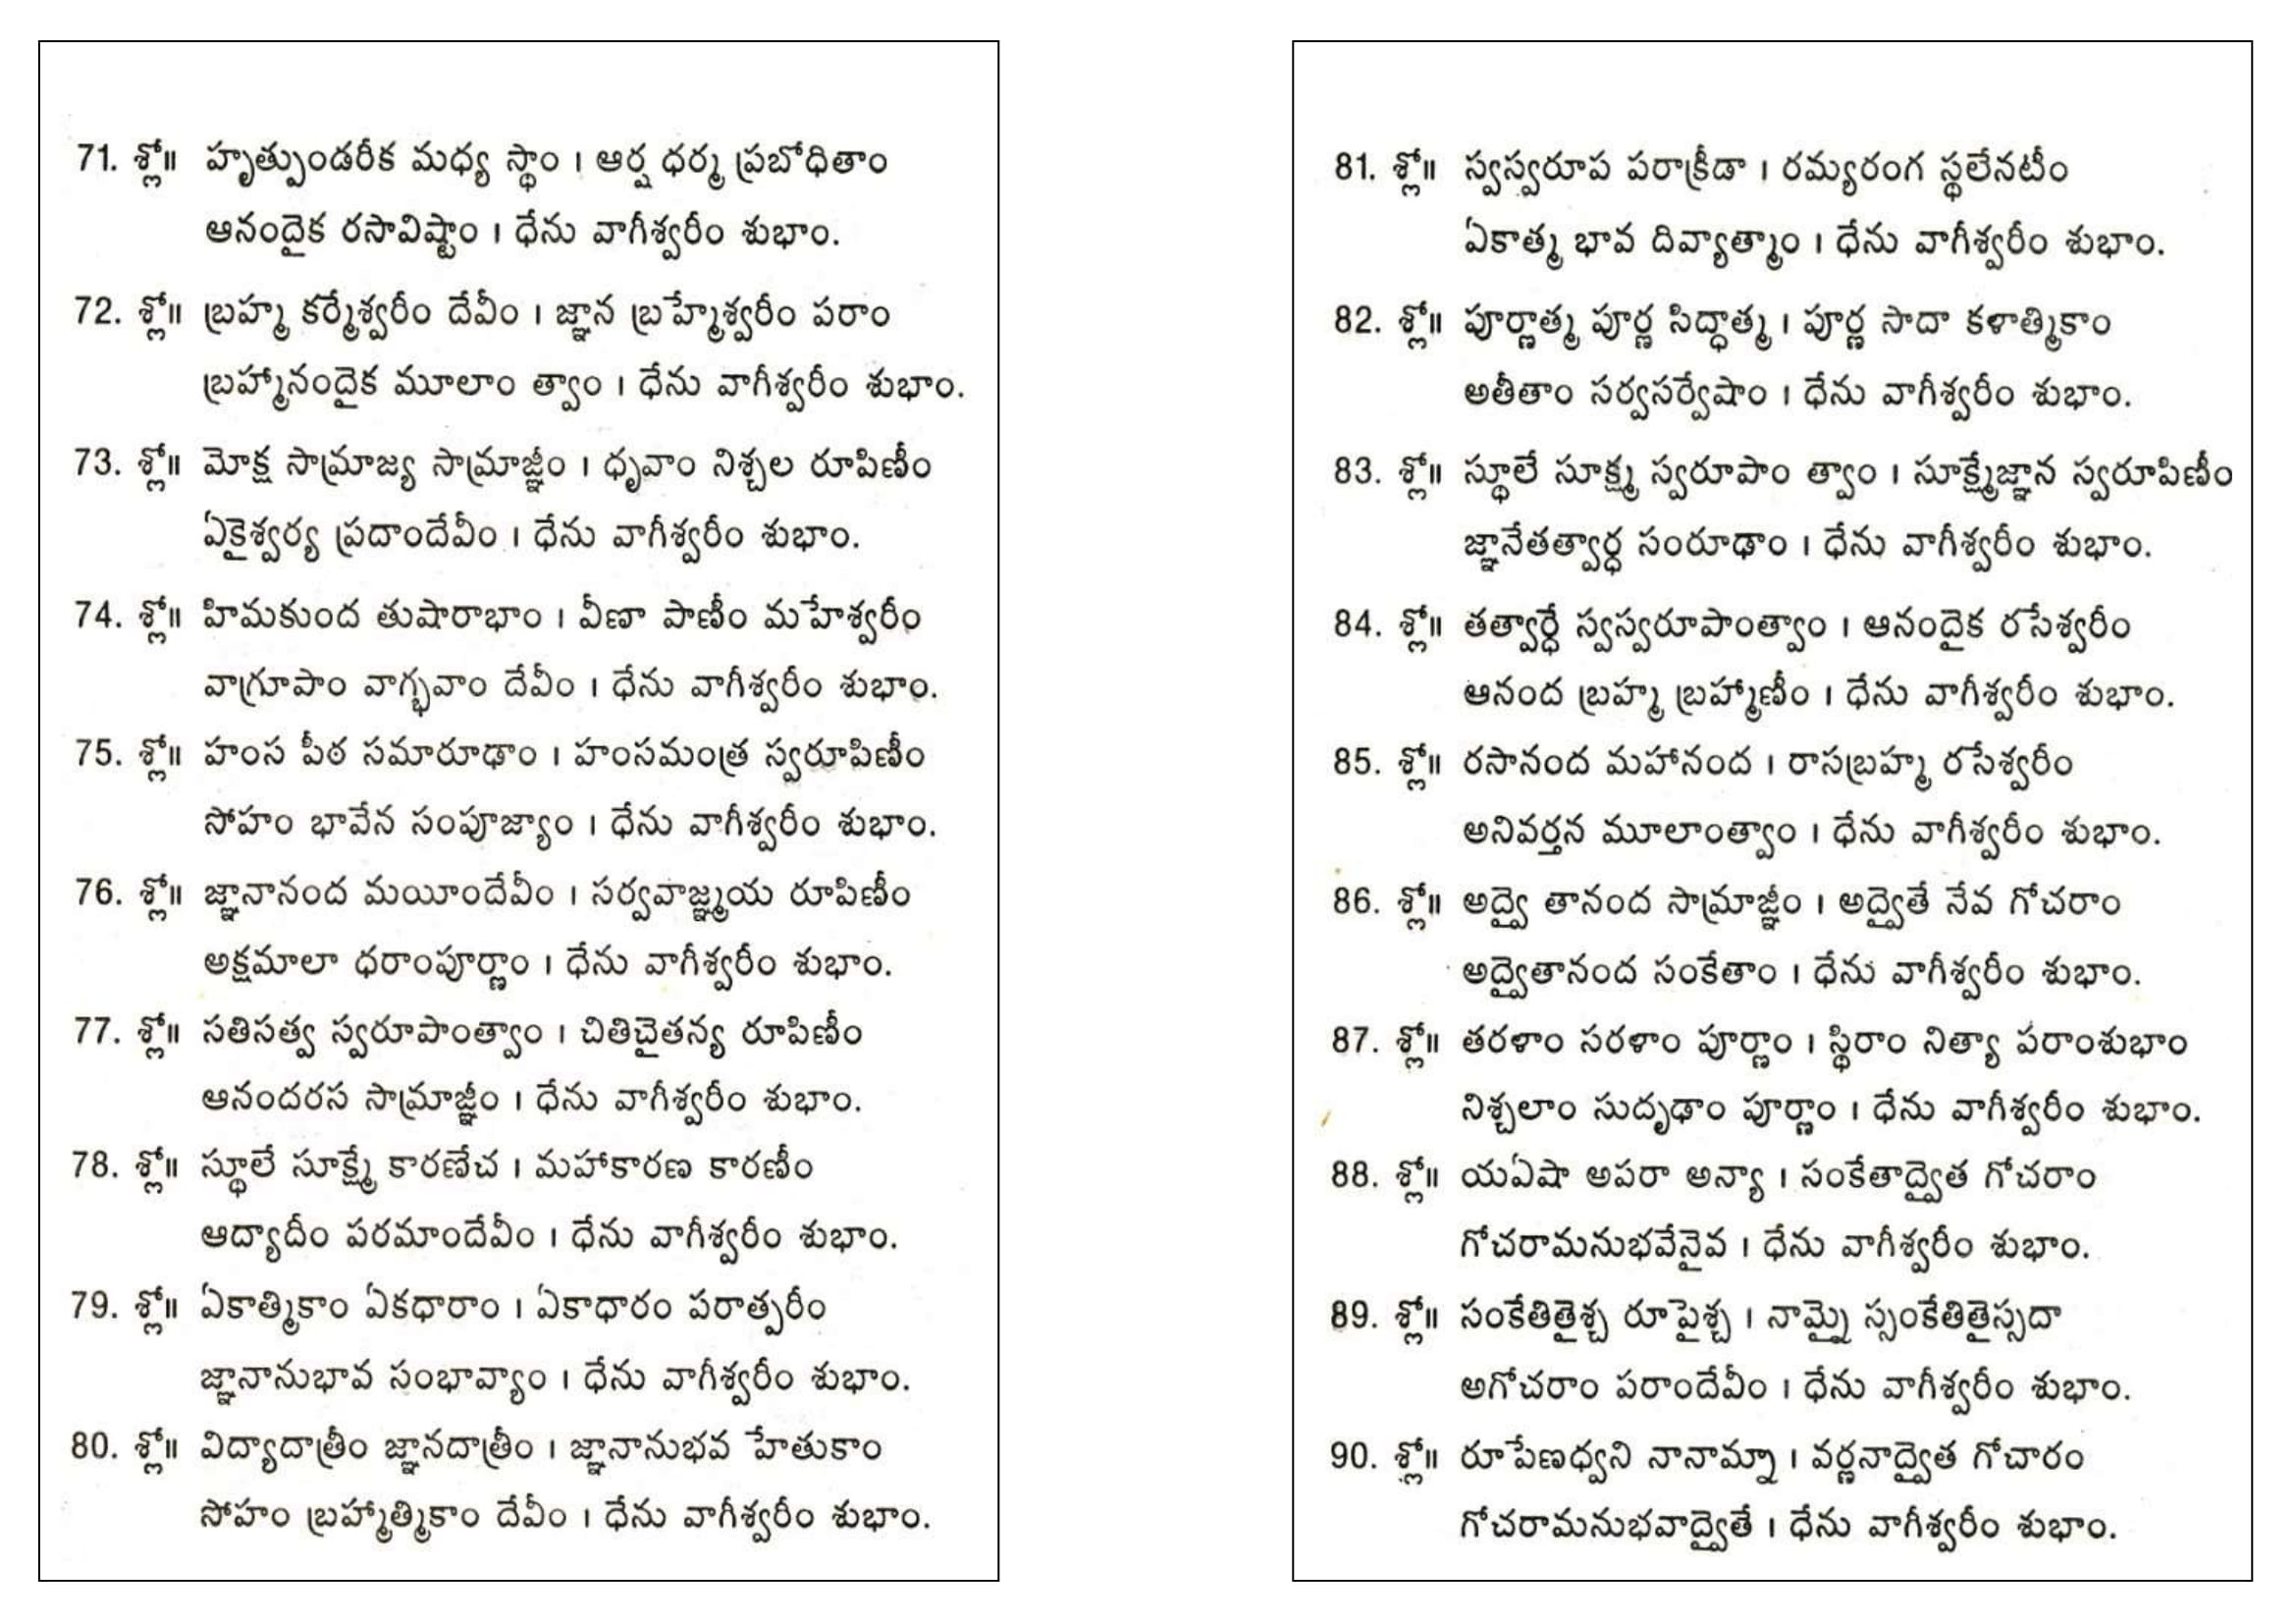 71. శ్లో॥ హృత్పుండరీక మధ్య స్థాం । ఆర్ష ధర్మ ప్రబోధితాం
ఆనందైక రసావిష్టాం । ధేను వాగీశ్వరీం శుభాం.
72. శ్లో॥ బ్రహ్మ కర్మేశ్వరీం దేవీం । జ్ఞాన బ్రహ్మేశ్వరీం పరాం
బ్రహ్మానందైక మూలాం త్వాం । ధేను వాగీశ్వరీం శుభాం.
73. శ్లో॥ మోక్ష సామ్రాజ్య సామ్రాజ్ఞీం । ధృవాం నిశ్చల రూపిణీం
ఏకైశ్వర్య ప్రదాందేవీం । ధేను వాగీశ్వరీం శుభాం.
74. శ్లో॥ హిమకుంద తుషారాభాం । వీణా పాణీం మహేశ్వరీం
వాగ్రూపాం వాగ్భవాం దేవీం । ధేను వాగీశ్వరీం శుభాం.
75. శ్లో॥ హంస పీఠ సమారూఢాం । హంసమంత్ర స్వరూపిణీం
సోహం భావేన సంపూజ్యాం । ధేను వాగీశ్వరీం శుభాం.
76. శ్లో॥ జ్ఞానానంద మయీందేవీం । సర్వవాఙ్మయ రూపిణీం
అక్షమాలా ధరాంపూర్ణాం । ధేను వాగీశ్వరీం శుభాం.
77. శ్లో॥ సతిసత్వ స్వరూపాంత్వాం । చితిచైతన్య రూపిణీం
ఆనందరస సామ్రాజ్ఞీం । ధేను వాగీశ్వరీం శుభాం.
78. శ్లో॥ స్థూలే సూక్ష్మే కారణేచ । మహాకారణ కారణీం
ఆద్యాదీం పరమాందేవీం । ధేను వాగీశ్వరీం శుభాం.
79. శ్లో॥ ఏకాత్మికాం ఏకధారాం । ఏకాధారం పరాత్పరీం
జ్ఞానానుభావ సంభావ్యాం । ధేను వాగీశ్వరీం శుభాం.
80. శ్లో॥ విద్యాదాత్రీం జ్ఞానదాత్రీం । జ్ఞానానుభవ హేతుకాం
సోహం బ్రహ్మాత్మికాం దేవీం । ధేను వాగీశ్వరీం శుభాం.
81. శ్లో॥ స్వస్వరూప పరాక్రీడా । రమ్యరంగ స్థలేనటీం
ఏకాత్మ భావ దివ్యాత్మాం । ధేను వాగీశ్వరీం శుభాం.
82. శ్లో॥ పూర్ణాత్మ పూర్ణ సిద్ధాత్మ । పూర్ణ సాదా కళాత్మికాం
అతీతాం సర్వసర్వేషాం । ధేను వాగీశ్వరీం శుభాం.
83. శ్లో॥ స్థూలే సూక్ష్మ స్వరూపాం త్వాం । సూక్ష్మేజ్ఞాన స్వరూపిణీం
జ్ఞానేతత్వార్ధ సంరూఢాం । ధేను వాగీశ్వరీం శుభాం.
84. శ్లో॥ తత్వార్ధే స్వస్వరూపాంత్వాం । ఆనందైక రసేశ్వరీం
ఆనంద బ్రహ్మ బ్రహ్మాణీం । ధేను వాగీశ్వరీం శుభాం.
85. శ్లో॥ రసానంద మహానంద । రాసబ్రహ్మ రసేశ్వరీం
అనివర్తన మూలాంత్వాం । ధేను వాగీశ్వరీం శుభాం.
86. శ్లో॥ అద్వై తానంద సామ్రాజ్ఞీం । అద్వైతే నేవ గోచరాం
అద్వైతానంద సంకేతాం । ధేను వాగీశ్వరీం శుభాం.
87. శ్లో॥ తరళాం సరళాం పూర్ణాం । స్థిరాం నిత్యా పరాంశుభాం
నిశ్చలాం సుదృఢాం పూర్ణాం । ధేను వాగీశ్వరీం శుభాం.
88. శ్లో॥ యఏషా అపరా అన్యా । సంకేతాద్వైత గోచరాం
గోచరామనుభవేనైవ । ధేను వాగీశ్వరీం శుభాం.
89. శ్లో॥ సంకేతితైశ్చ రూపైశ్చ । నామ్నై స్సంకేతితైస్సదా
అగోచరాం పరాందేవీం । ధేను వాగీశ్వరీం శుభాం.
90. శ్లో॥ రూపేణధ్వని నానామ్నా । వర్ణనాద్వైత గోచారం
గోచరామనుభవాద్వైతే । ధేను వాగీశ్వరీం శుభాం.